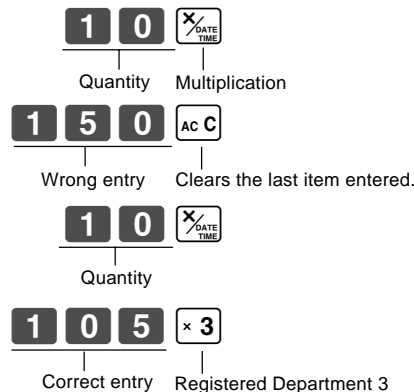 1 0 ×/DATE TIME
Quantity Multiplication
1 5 0 AC C
Wrong entry Clears the last item entered.
1 0 ×/DATE TIME
Quantity
1 0 5 × 3
Correct entry Registered Department 3